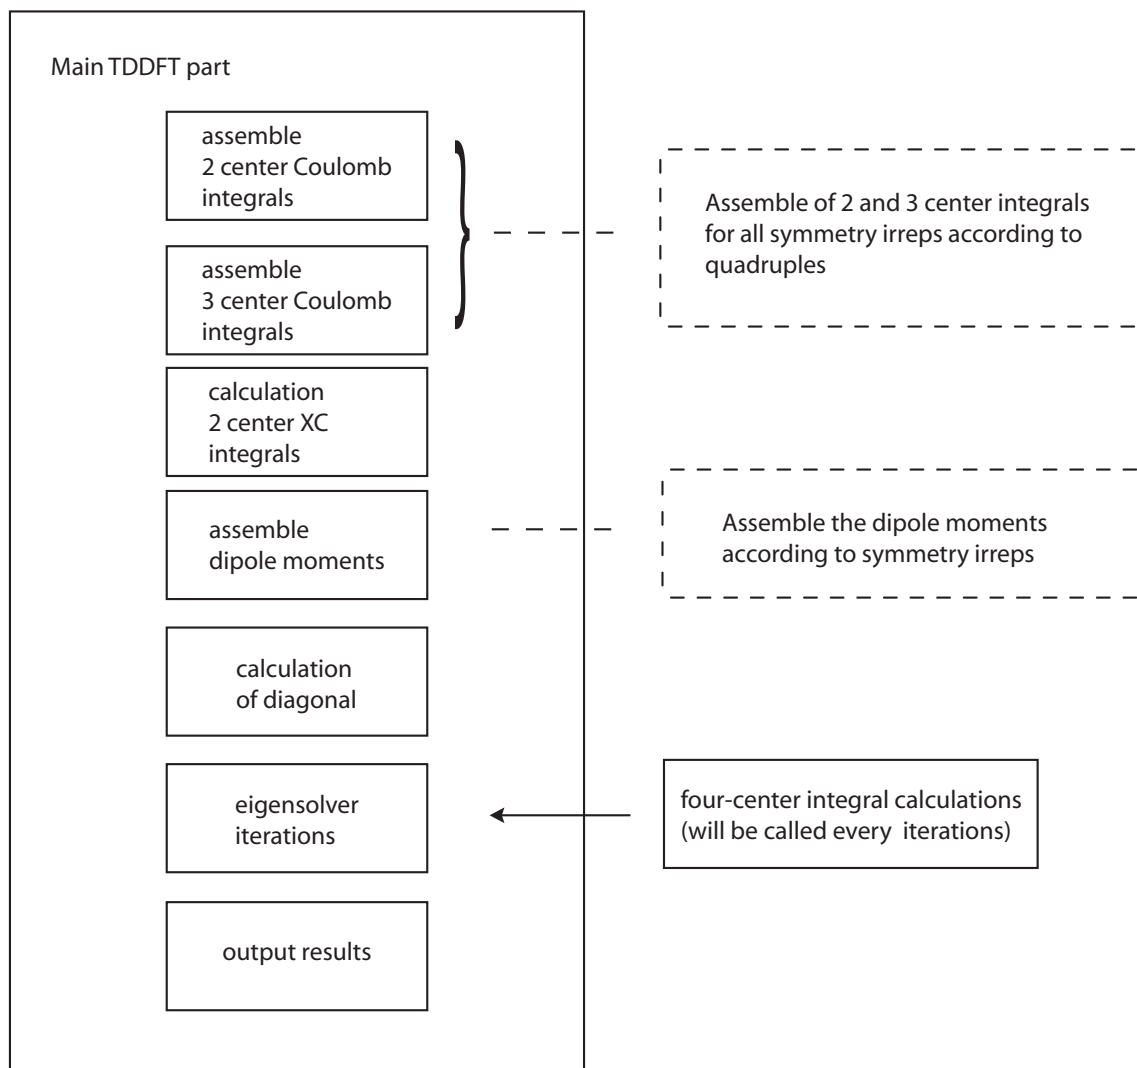 Main TDDFT part
assemble
2 center Coulomb
integrals
assemble
3 center Coulomb
integrals
Assemble of 2 and 3 center integrals
for all symmetry irreps according to
quadruples
calculation
2 center XC
integrals
assemble
dipole moments
Assemble the dipole moments
according to symmetry irreps
calculation
of diagonal
eigensolver
iterations
four-center integral calculations
(will be called every iterations)
output results